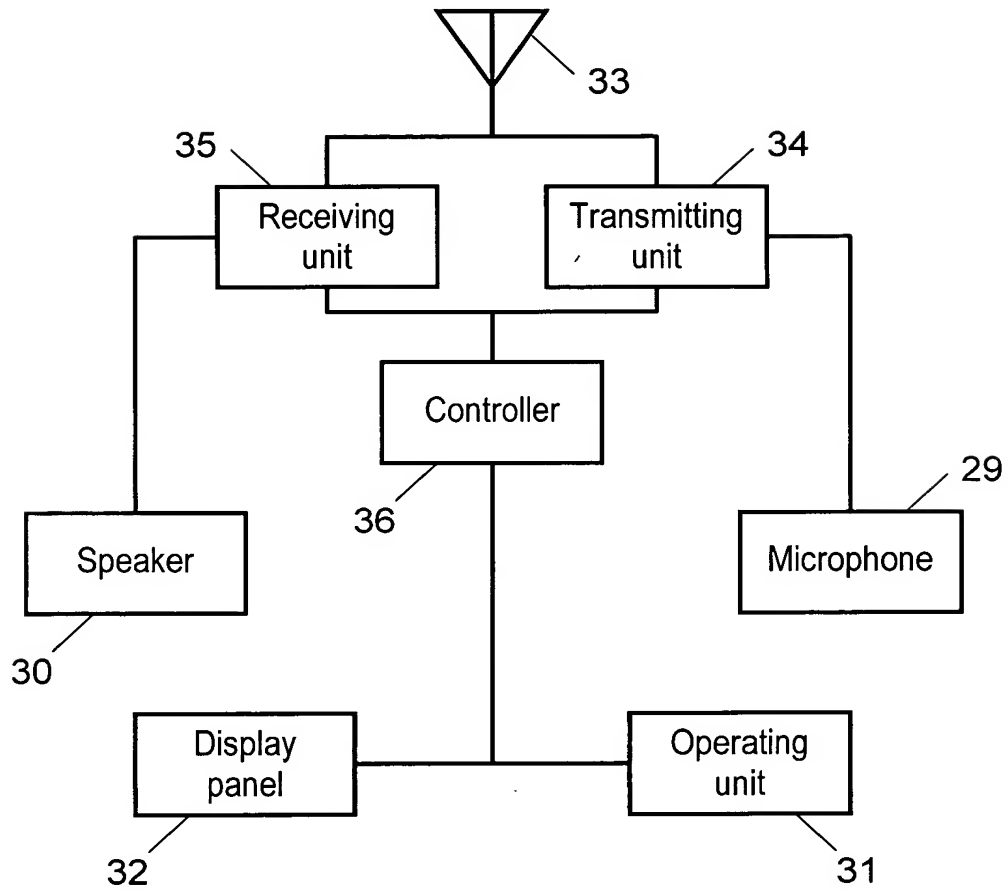 33
35
34
Receiving
unit
Transmitting
unit
Controller
36
29
Speaker
Microphone
30
Display
panel
Operating
unit
32
31